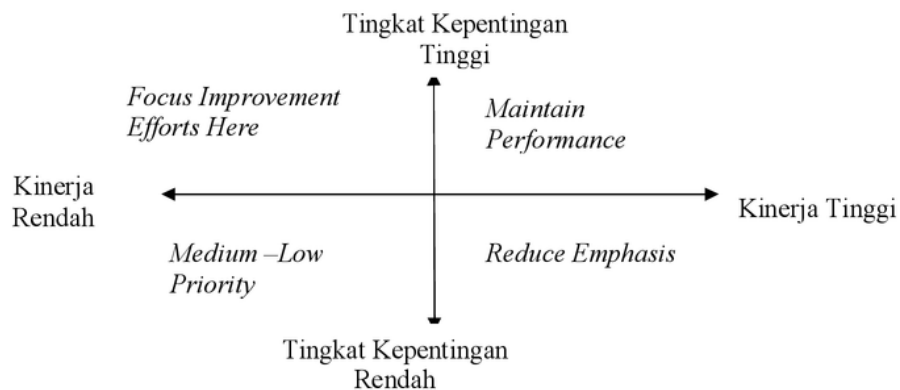 Tingkat Kepentingan
Tinggi
Focus Improvement
Efforts Here
Maintain
Performance
Kinerja
Rendah
Kinerja Tinggi
Medium –Low
Priority
Reduce Emphasis
Tingkat Kepentingan
Rendah